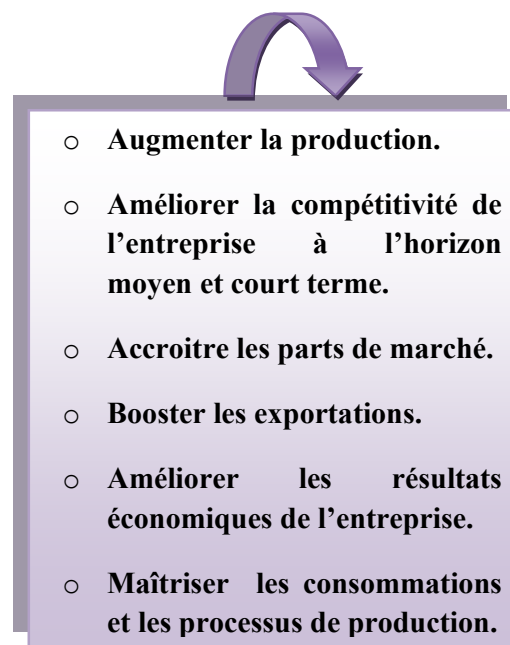 o Augmenter la production.
o Améliorer la compétitivité de
l’entreprise à l’horizon
moyen et court terme.
o Accroitre les parts de marché.
o Booster les exportations.
o Améliorer les résultats
économiques de l’entreprise.
o Maîtriser les consommations
et les processus de production.